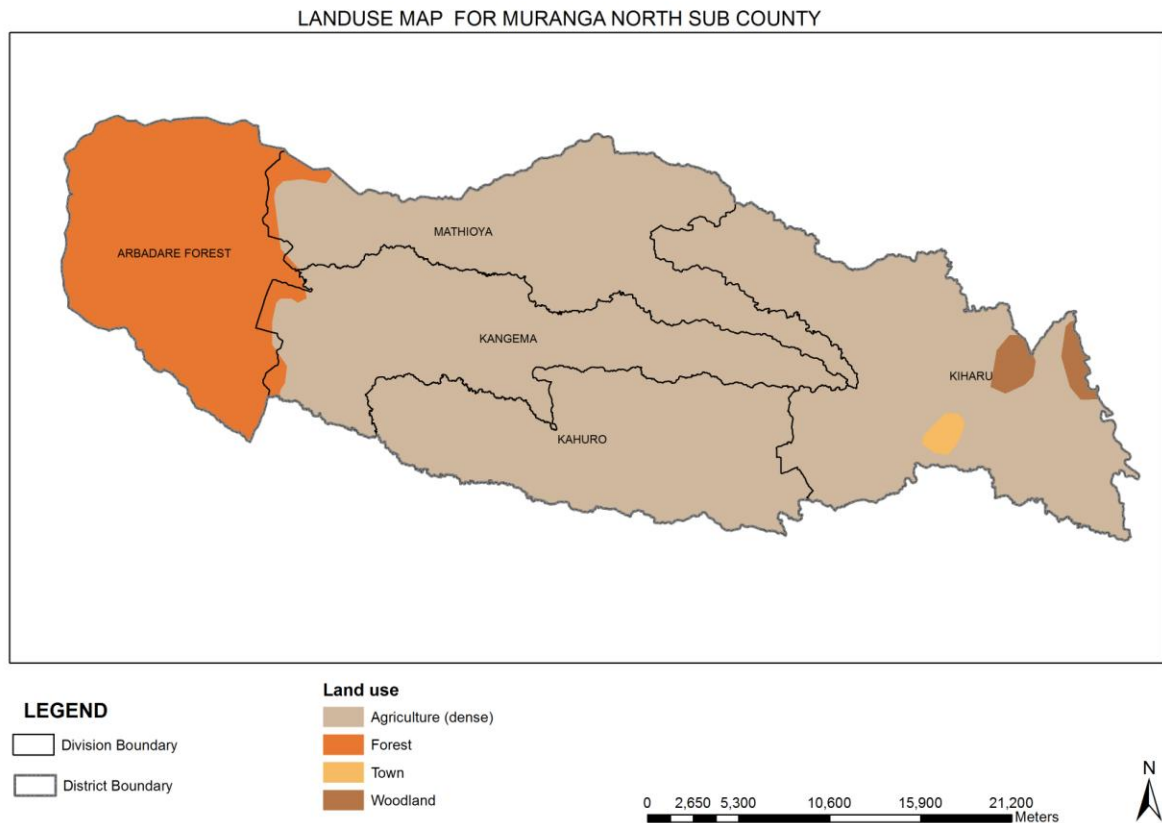 LANDUSE MAP FOR MURANGA NORTH SUB COUNTY
MATHIOYA
ARBADARE FOREST
KANGEMA
KIHARU
KAHURO
LEGEND
Division Boundary
District Boundary
Land use
Agriculture (dense)
Forest
Town
Woodland
0 2,650 5,300 10,600 15,900 21,200
Meters
N